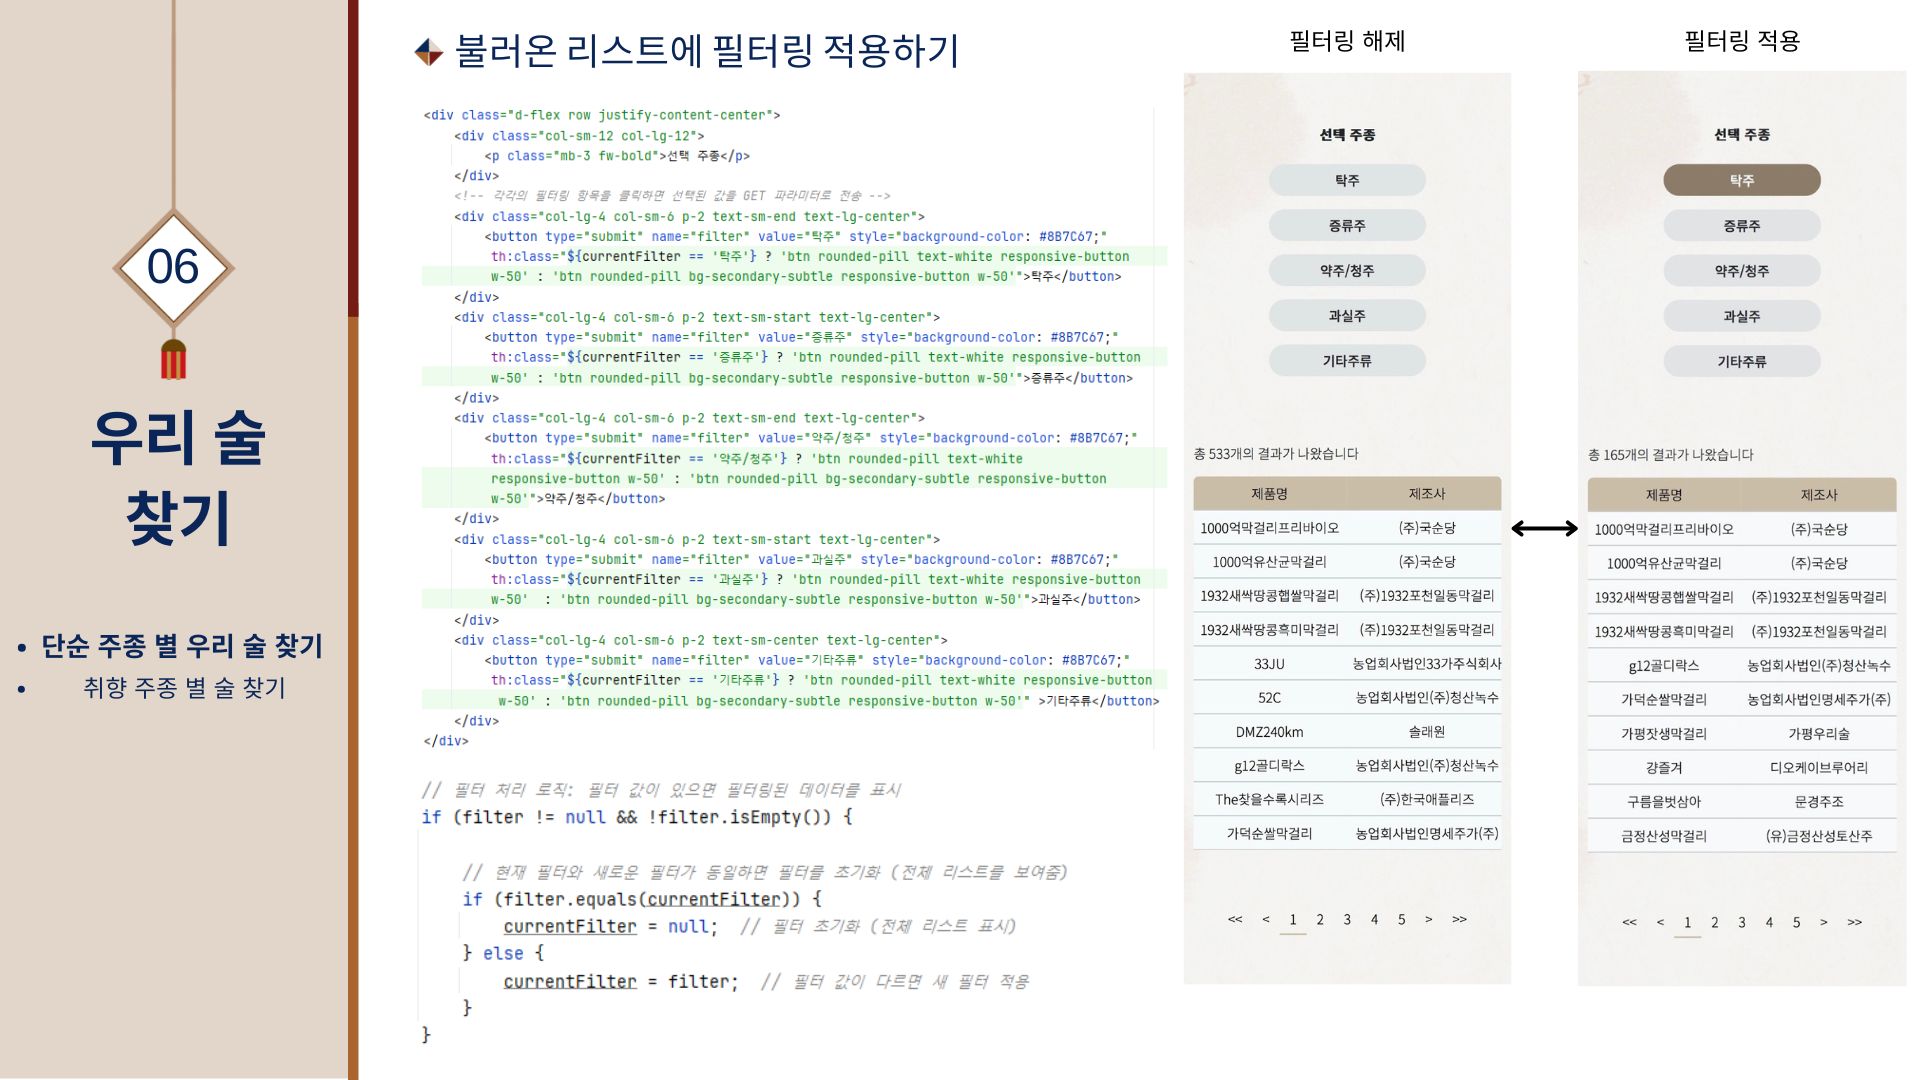 06
우리 술
찾기
• 단순 주종 별 우리 술 찾기
• 취향 주종 별 술 찾기
불러온 리스트에 필터링 적용하기
<div class="d-flex row justify-content-center">
<div class="col-sm-12 col-lg-12">
<p class="mb-3 fw-bold">선택 주종</p>
</div>
<!-- 각각의 필터링 항목을 클릭하면 선택된 값을 GET 파라미터로 전송 -->
<div class="col-lg-4 col-sm-6 p-2 text-sm-end text-lg-center">
<button type="submit" name="filter" value="탁주" style="background-color: #8B7C67;"
th:class="${currentFilter == '탁주'} ? 'btn rounded-pill text-white responsive-button
w-50' : 'btn rounded-pill bg-secondary-subtle responsive-button w-50'">탁주</button>
</div>
<div class="col-lg-4 col-sm-6 p-2 text-sm-start text-lg-center">
<button type="submit" name="filter" value="증류주" style="background-color: #8B7C67;"
th:class="${currentFilter == '증류주'} ? 'btn rounded-pill text-white responsive-button
w-50' : 'btn rounded-pill bg-secondary-subtle responsive-button w-50'">증류주</button>
</div>
<div class="col-lg-4 col-sm-6 p-2 text-sm-end text-lg-center">
<button type="submit" name="filter" value="약주/청주" style="background-color: #8B7C67;"
th:class="${currentFilter == '약주/청주'} ? 'btn rounded-pill text-white
responsive-button w-50' : 'btn rounded-pill bg-secondary-subtle responsive-button
w-50'">약주/청주</button>
</div>
<div class="col-lg-4 col-sm-6 p-2 text-sm-start text-lg-center">
<button type="submit" name="filter" value="과실주" style="background-color: #8B7C67;"
th:class="${currentFilter == '과실주'} ? 'btn rounded-pill text-white responsive-button
w-50'  : 'btn rounded-pill bg-secondary-subtle responsive-button w-50'">과실주</button>
</div>
<div class="col-lg-4 col-sm-6 p-2 text-sm-center text-lg-center">
<button type="submit" name="filter" value="기타주류" style="background-color: #8B7C67;"
th:class="${currentFilter == '기타주류'} ? 'btn rounded-pill text-white responsive-button
w-50' : 'btn rounded-pill bg-secondary-subtle responsive-button w-50'" >기타주류</button>
</div>
</div>
// 필터 처리 로직: 필터 값이 있으면 필터링된 데이터를 표시
if (filter != null && !filter.isEmpty()) {
// 현재 필터와 새로운 필터가 동일하면 필터를 초기화 (전체 리스트를 보여줌)
if (filter.equals(currentFilter)) {
currentFilter = null;  // 필터 초기화 (전체 리스트 표시)
} else {
currentFilter = filter;  // 필터 값이 다르면 새 필터 적용
}
}
필터링 해제
선택 주종
탁주
증류주
약주/청주
과실주
기타주류
총 533개의 결과가 나왔습니다
제품명 제조사
1000억막걸리프리바이오 (주)국순당
1000억유산균막걸리 (주)국순당
1932새싹땅콩햅쌀막걸리 (주)1932포천일동막걸리
1932새싹땅콩흑미막걸리 (주)1932포천일동막걸리
33JU 농업회사법인33가주식회사
52C 농업회사법인(주)청산녹수
DMZ240km 술래원
g12골디락스 농업회사법인(주)청산녹수
The찾을수록시리즈 (주)한국애플리즈
가덕순쌀막걸리 농업회사법인명세주가(주)
<< < 1 2 3 4 5 > >>
필터링 적용
선택 주종
탁주
증류주
약주/청주
과실주
기타주류
총 165개의 결과가 나왔습니다
제품명 제조사
1000억막걸리프리바이오 (주)국순당
1000억유산균막걸리 (주)국순당
1932새싹땅콩햅쌀막걸리 (주)1932포천일동막걸리
1932새싹땅콩흑미막걸리 (주)1932포천일동막걸리
g12골디락스 농업회사법인(주)청산녹수
가덕순쌀막걸리 농업회사법인명세주가(주)
가평잣생막걸리 가평우리술
걍즐겨 디오케이브루어리
구름을벗삼아 문경주조
금정산성막걸리 (유)금정산성토산주
<< < 1 2 3 4 5 > >>